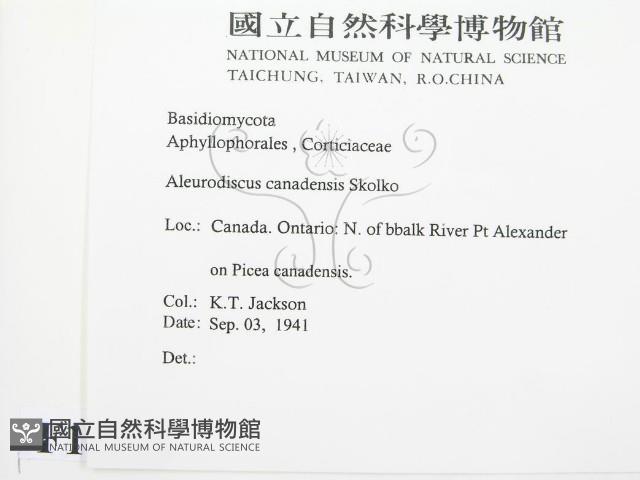 國立自然科學博物館
NATIONAL MUSEUM OF NATURAL SCIENCE
TAICHUNG, TAIWAN, R.O.CHINA
Basidiomycota
Aphyllophorales , Corticiaceae
Aleurodiscus canadensis Skolko
Loc.: Canada. Ontario: N. of bbalk River Pt Alexander
on Picea canadensis.
Col.: K.T. Jackson
Date: Sep. 03, 1941
Det.:
國立自然科學博物館
NATIONAL MUSEUM OF NATURAL SCIENCE